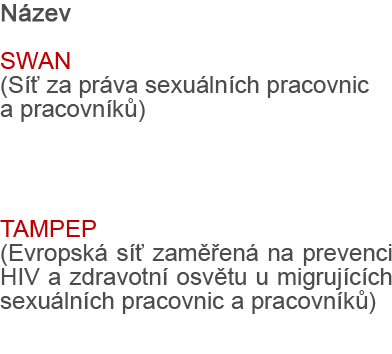 Název
SWAN
(Síť za práva sexuálních pracovnic
a pracovníků)
TAMPEP
(Evropská síť zaměřená na prevenci
HIV a zdravotní osvětu u migrujících
sexuálních pracovnic a pracovníků)